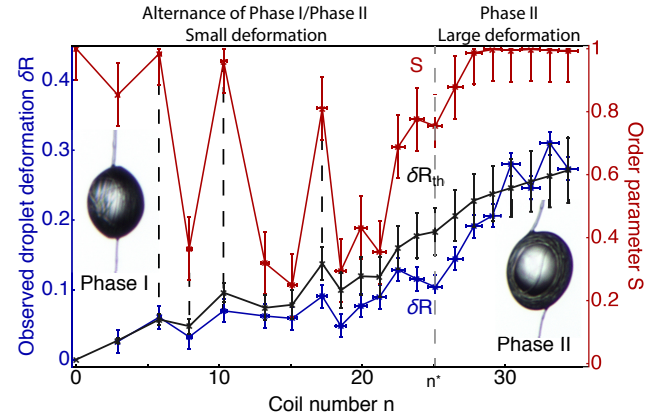 Alternance of Phase I/Phase II
Small deformation
Phase II
Large deformation
Observed droplet deformation δR
0.4
0.3
0.2
0.1
0
Order parameter S
1
0.8
0.6
0.4
0.2
0
S
δR_th
δR
Phase I
Phase II
0
10
20
n*
30
Coil number n